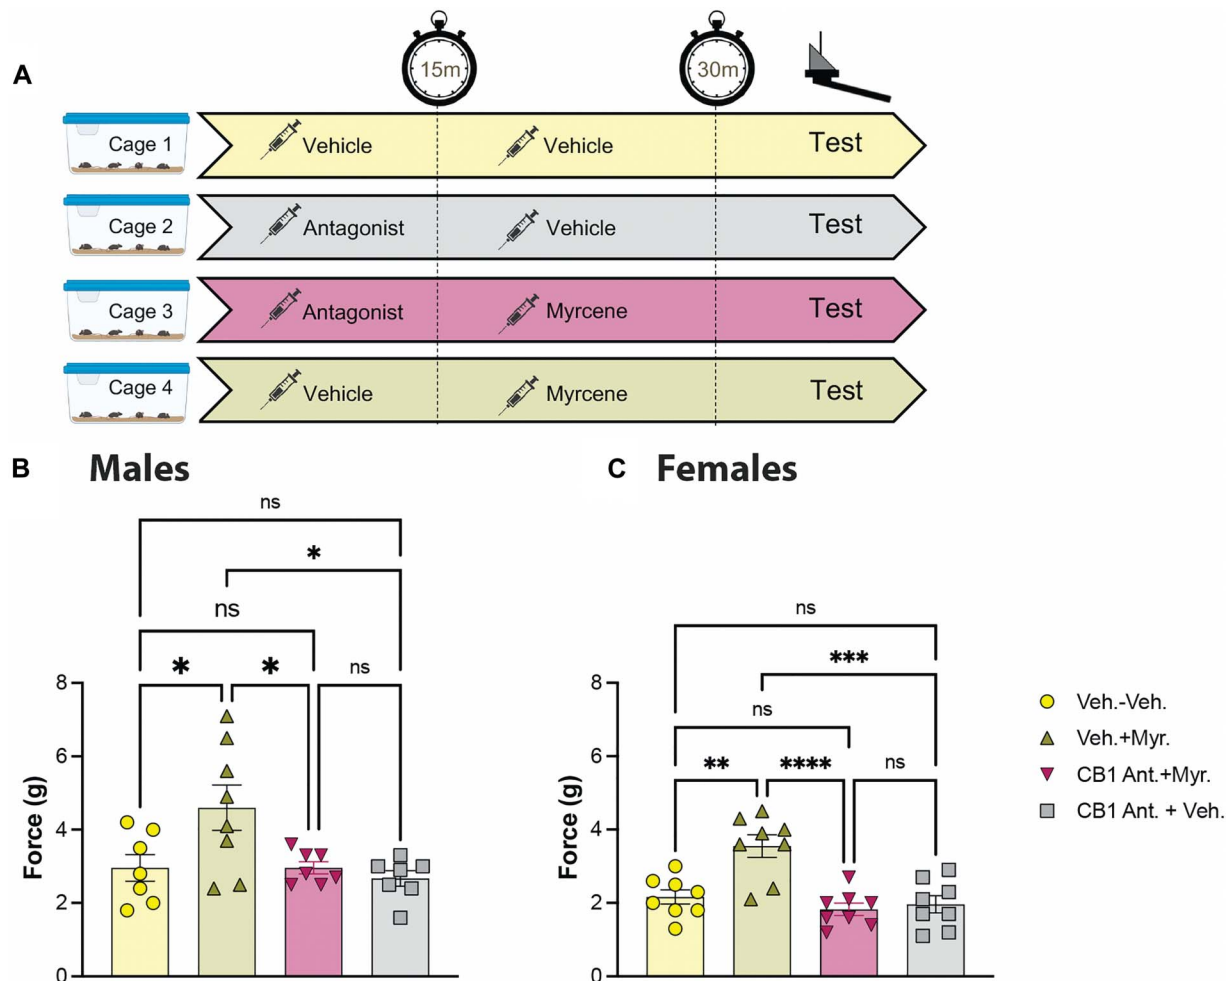 A
15m
30m
Cage 1
Vehicle
Vehicle
Test
Cage 2
Antagonist
Vehicle
Test
Cage 3
Antagonist
Myrcene
Test
Cage 4
Vehicle
Myrcene
Test
B
Males
ns
*
ns
*
*
ns
8
6
4
2
0
Force (g)
C
Females
ns
***
ns
**
****
ns
8
6
4
2
0
Force (g)
Veh.-Veh.
Veh.+Myr.
CB1 Ant.+Myr.
CB1 Ant. + Veh.